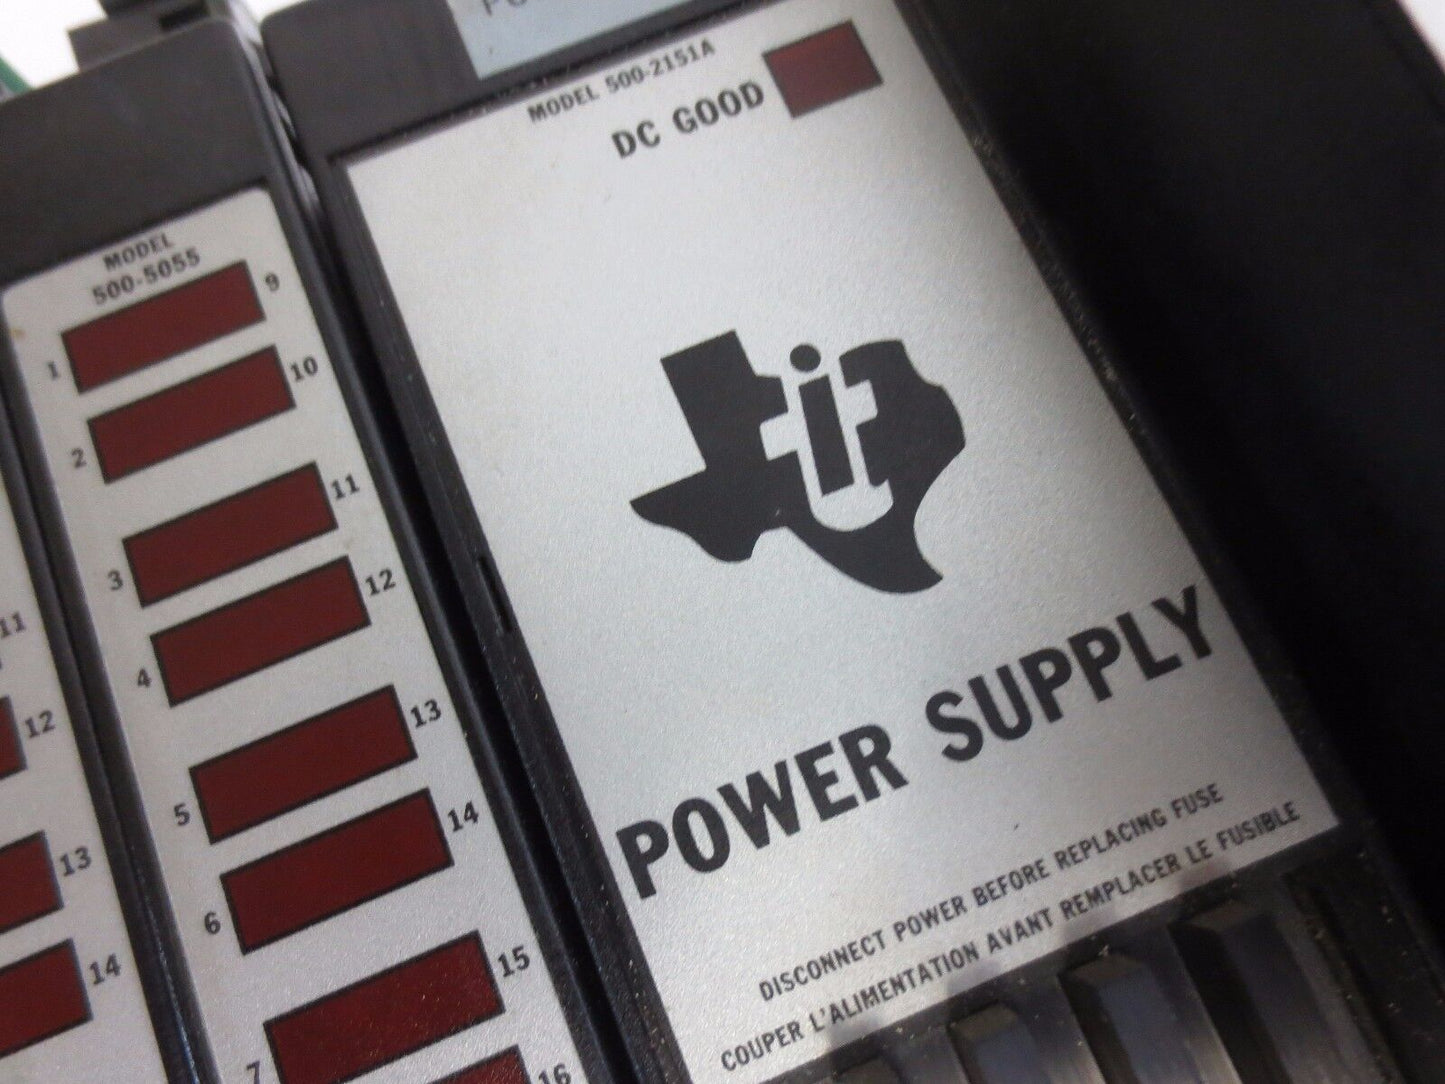 MODEL 500-2151A
DC GOOD
ti
POWER SUPPLY
DISCONNECT POWER BEFORE REPLACING FUSE
COUPER L'ALIMENTATION AVANT REMPLACER LE FUSIBLE
MODEL
500-5055
1 9
2 10
3 11
4 12
5 13
6 14
7 15
16
11
12
13
14